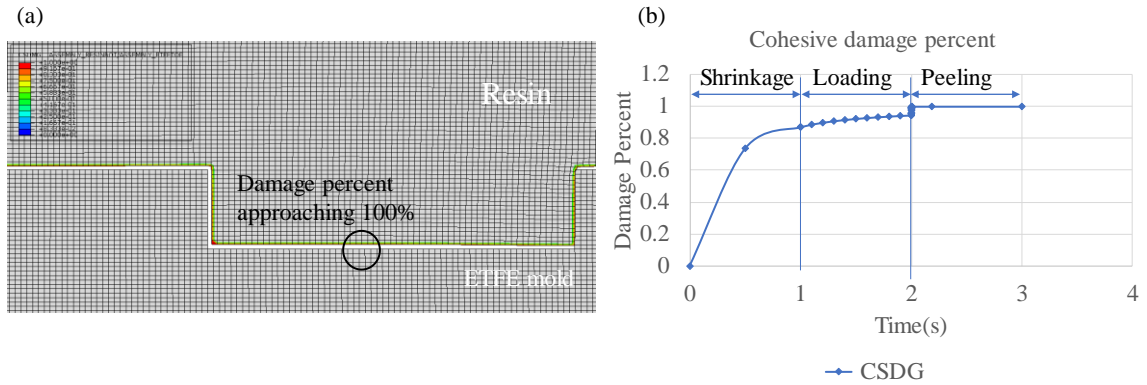 (a)
Resin
Damage percent
approaching 100%
ETFE mold
(b)
Cohesive damage percent
1.2
1
0.8
0.6
0.4
0.2
0
Shrinkage
Loading
Peeling
Damage Percent
0 1 2 3 4
Time(s)
CSDG